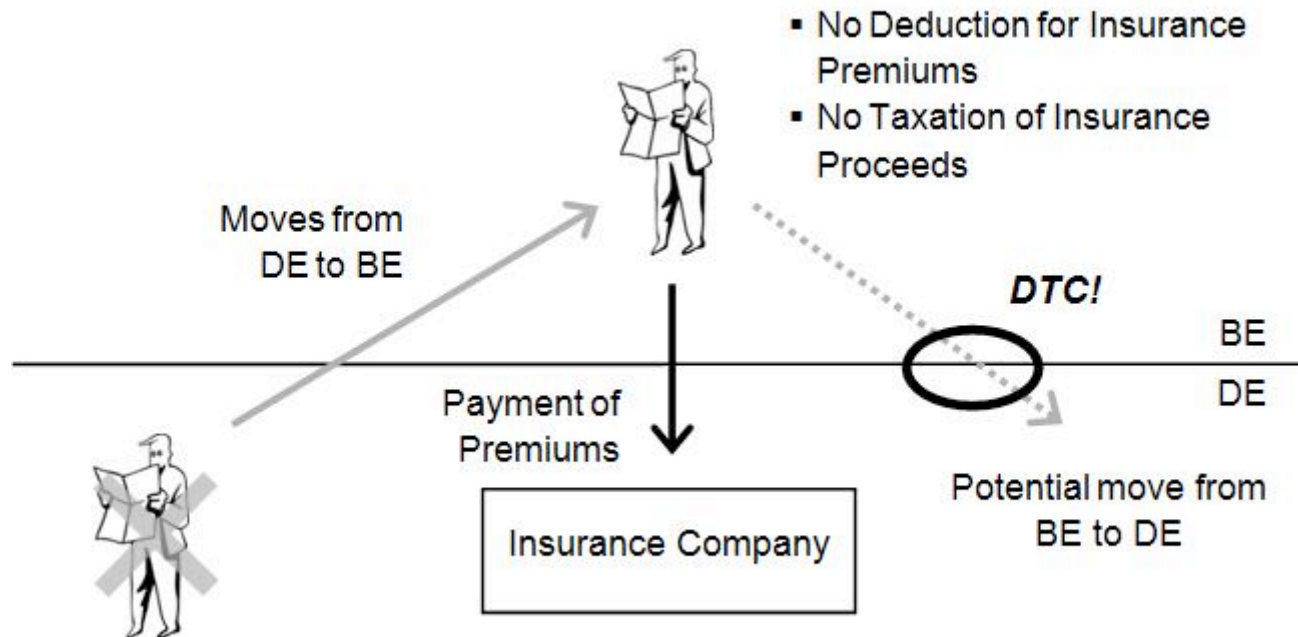 ▪ No Deduction for Insurance
Premiums
▪ No Taxation of Insurance
Proceeds
Moves from
DE to BE
DTC!
BE
DE
Payment of
Premiums
Insurance Company
Potential move from
BE to DE